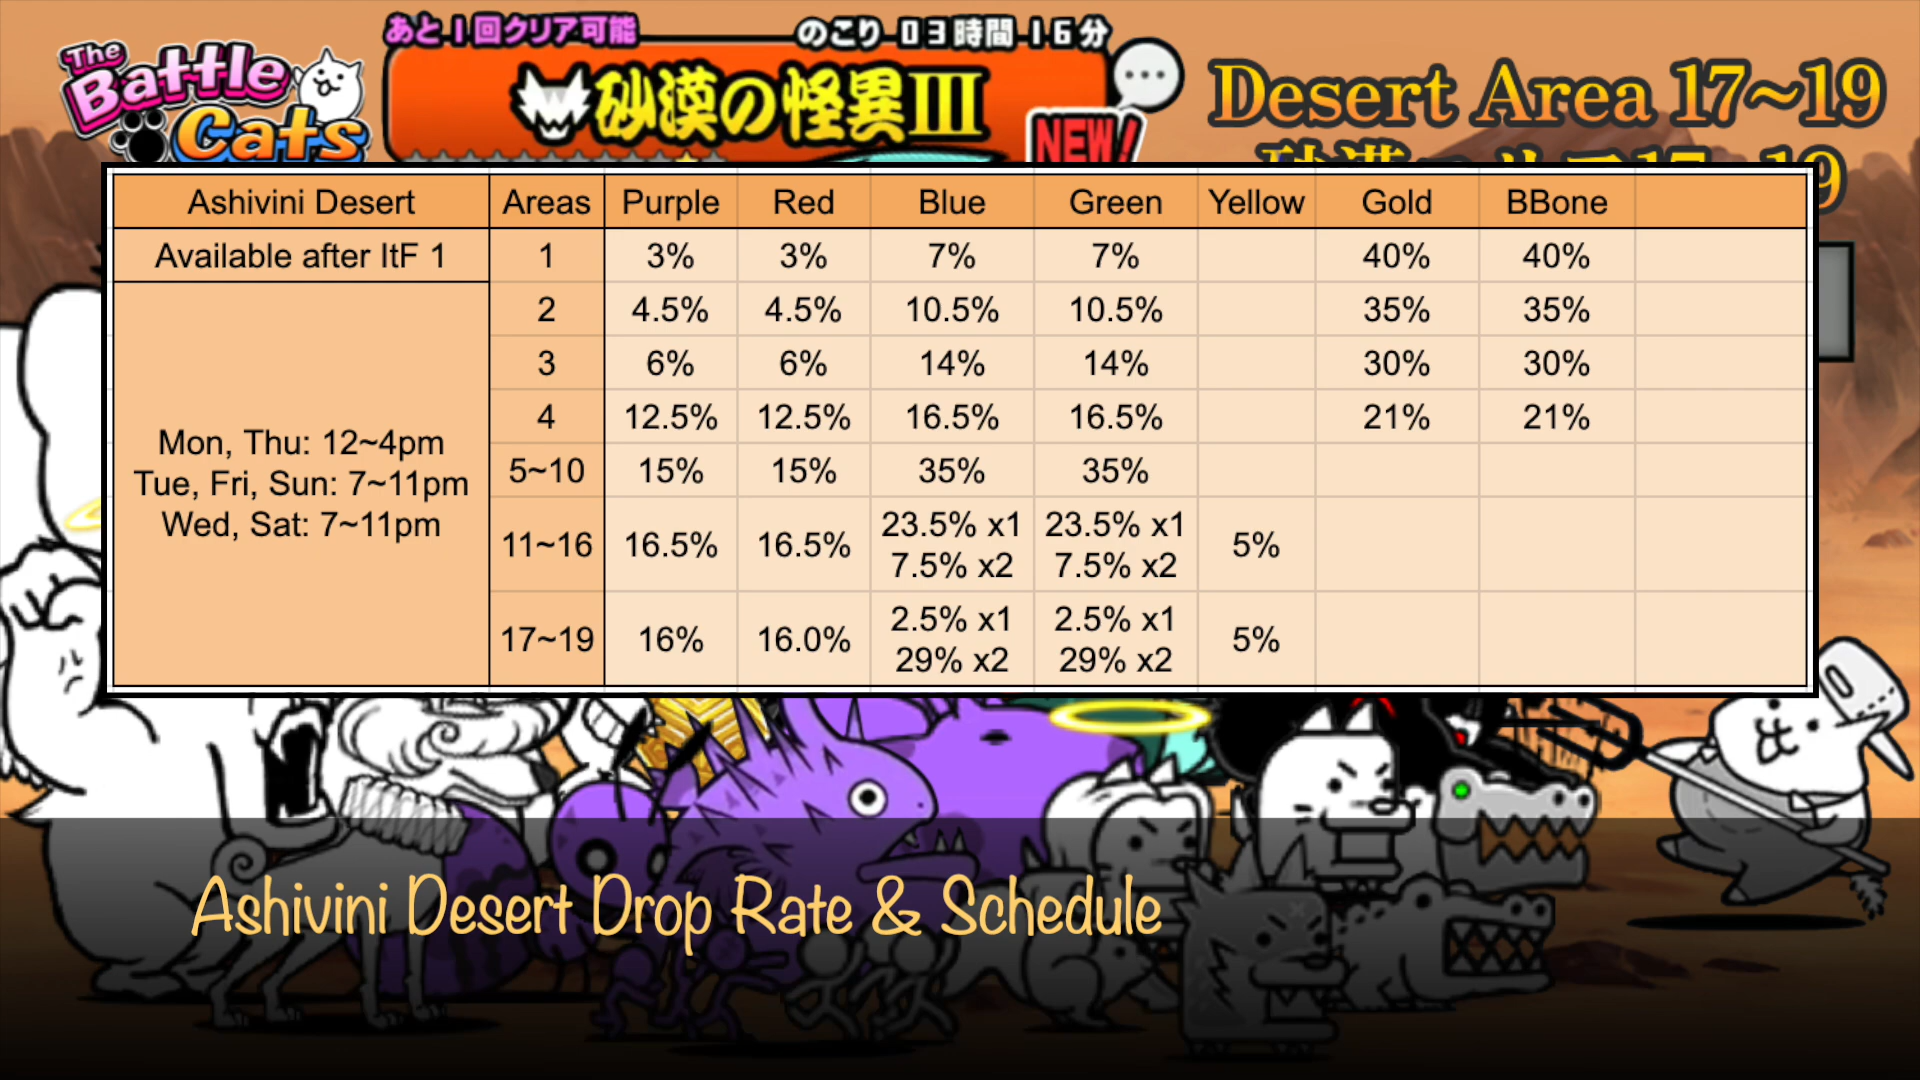 The Battle Cats
あと1回クリア可能
のこり 03時間 16分
砂漠の怪異III
NEW!
Desert Area 17~19
Ashivini Desert Areas Purple Red Blue Green Yellow Gold BBone
Available after ItF 1 1 3% 3% 7% 7% 40% 40%
2 4.5% 4.5% 10.5% 10.5% 35% 35%
3 6% 6% 14% 14% 30% 30%
4 12.5% 12.5% 16.5% 16.5% 21% 21%
Mon, Thu: 12~4pm
Tue, Fri, Sun: 7~11pm
Wed, Sat: 7~11pm
5~10 15% 15% 35% 35%
11~16 16.5% 16.5% 23.5% x1 23.5% x1 5%
7.5% x2 7.5% x2
17~19 16% 16.0% 2.5% x1 2.5% x1 5%
29% x2 29% x2
Ashivini Desert Drop Rate & Schedule